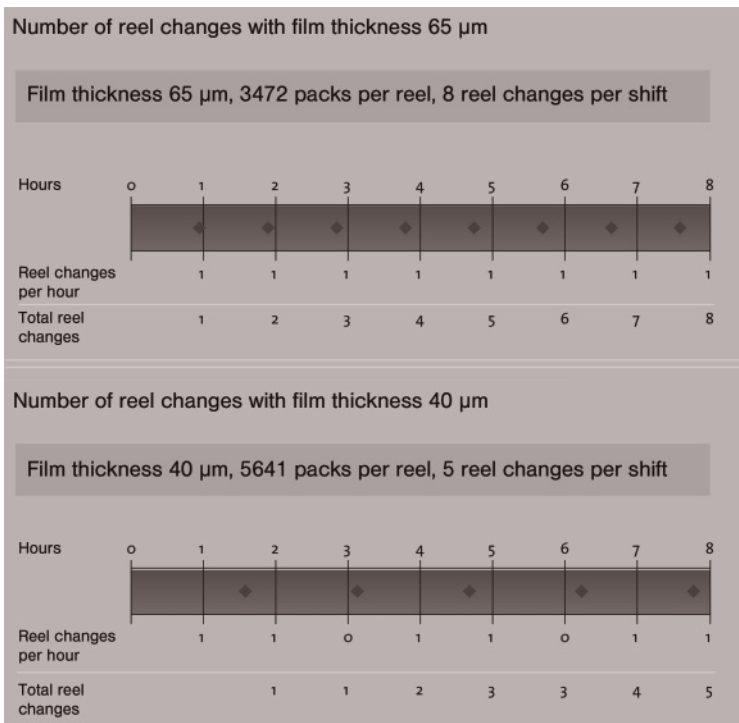 Number of reel changes with film thickness 65 µm
Film thickness 65 µm, 3472 packs per reel, 8 reel changes per shift
Hours 0 1 2 3 4 5 6 7 8
Reel changes 1 1 1 1 1 1 1 1
per hour
Total reel 1 2 3 4 5 6 7 8
changes
Number of reel changes with film thickness 40 µm
Film thickness 40 µm, 5641 packs per reel, 5 reel changes per shift
Hours 0 1 2 3 4 5 6 7 8
Reel changes 1 1 0 1 1 0 1 1
per hour
Total reel 1 1 2 3 3 4 5
changes